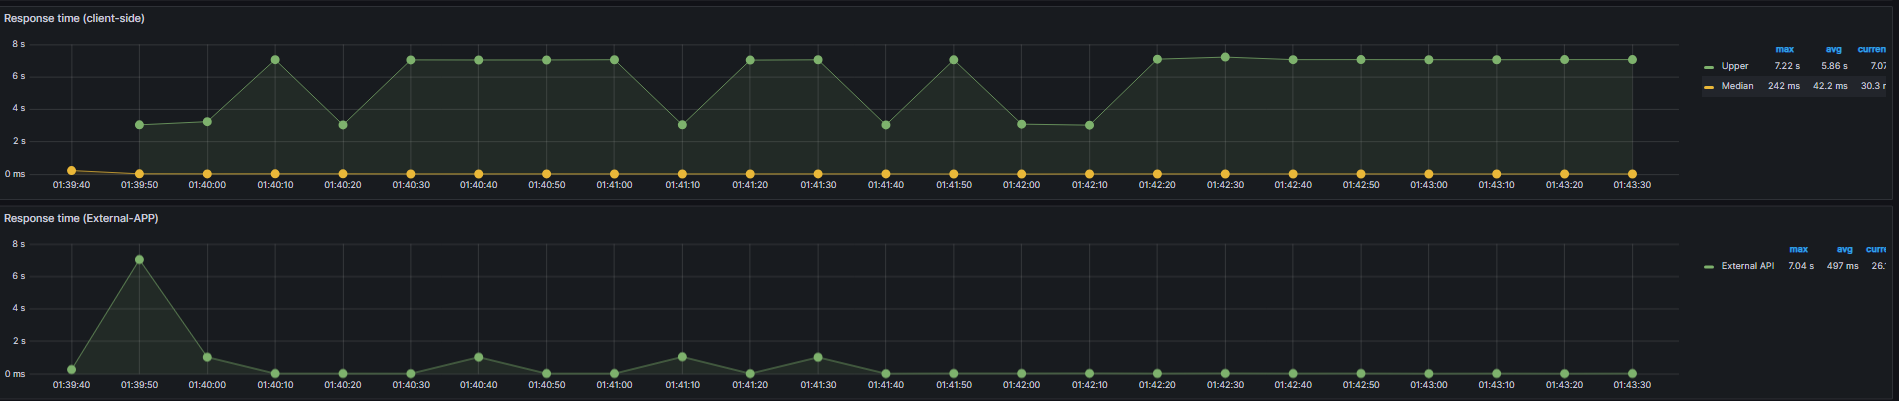 Response time (client-side)
8 s
6 s
4 s
2 s
0 ms
01:39:40 01:39:50 01:40:00 01:40:10 01:40:20 01:40:30 01:40:40 01:40:50 01:41:00 01:41:10 01:41:20 01:41:30 01:41:40 01:41:50 01:42:00 01:42:10 01:42:20 01:42:30 01:42:40 01:42:50 01:43:00 01:43:10 01:43:20 01:43:30
max avg curren
Upper 7.22 s 5.86 s 7.07
Median 242 ms 42.2 ms 30.3 r
Response time (External-APP)
8 s
6 s
4 s
2 s
0 ms
01:39:40 01:39:50 01:40:00 01:40:10 01:40:20 01:40:30 01:40:40 01:40:50 01:41:00 01:41:10 01:41:20 01:41:30 01:41:40 01:41:50 01:42:00 01:42:10 01:42:20 01:42:30 01:42:40 01:42:50 01:43:00 01:43:10 01:43:20 01:43:30
max avg curr
External API 7.04 s 497 ms 26.